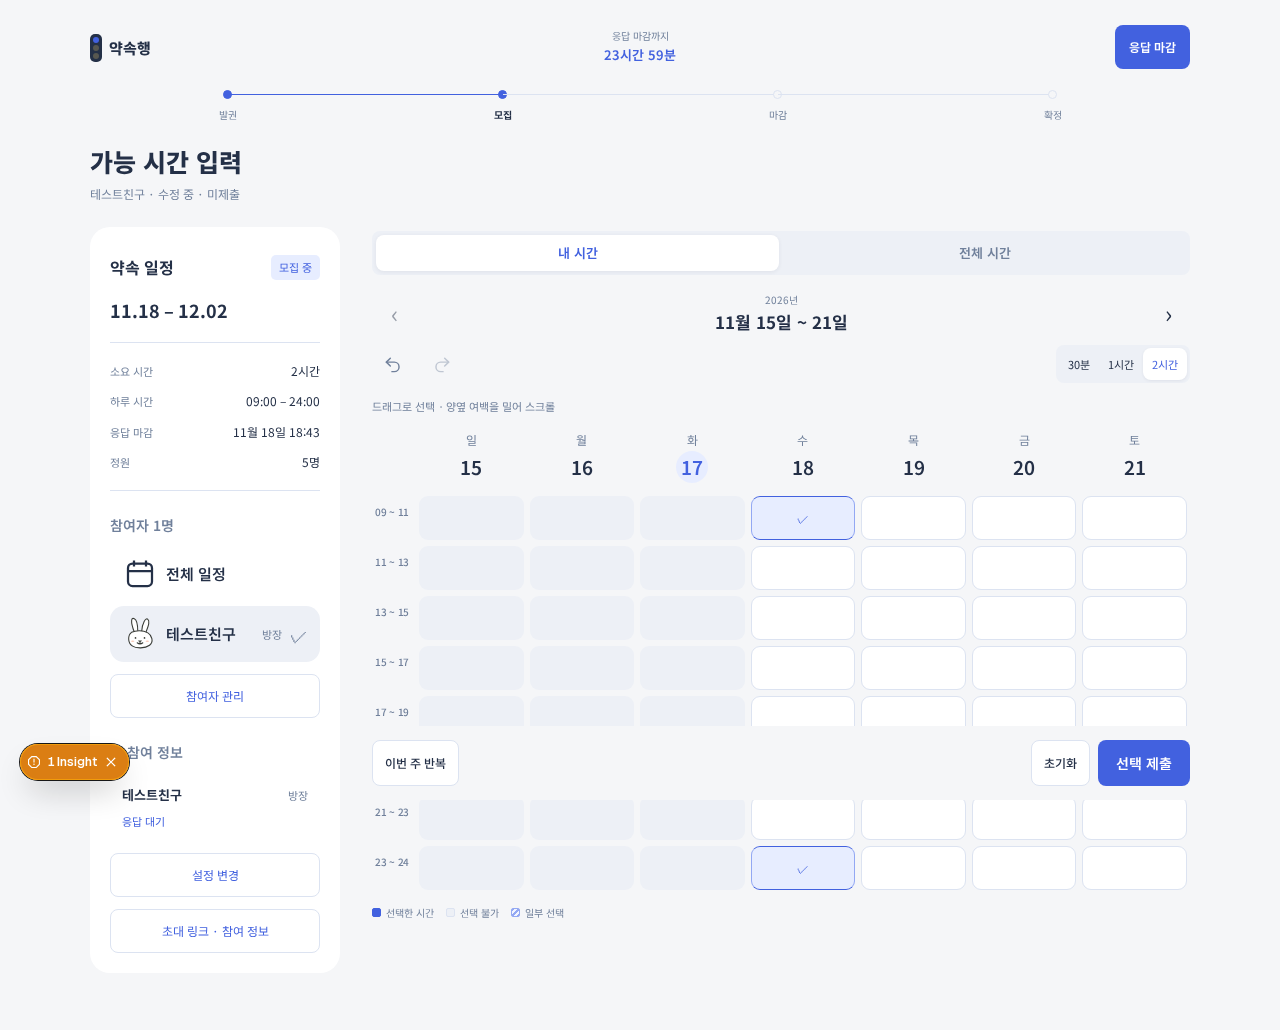 약속행
응답 마감까지
23시간 59분
응답 마감
발권
모집
마감
확정
가능 시간 입력
테스트친구 · 수정 중 · 미제출
약속 일정
모집 중
11.18 – 12.02
소요 시간
2시간
하루 시간
09:00 – 24:00
응답 마감
11월 18일 18:43
정원
5명
참여자 1명
전체 일정
테스트친구
방장
참여자 관리
참여 정보
1 Insight
테스트친구
방장
응답 대기
설정 변경
초대 링크 · 참여 정보
내 시간
전체 시간
2026년
11월 15일 ~ 21일
30분
1시간
2시간
드래그로 선택 · 양옆 여백을 밀어 스크롤
일
월
화
수
목
금
토
15
16
17
18
19
20
21
09 ~ 11
11 ~ 13
13 ~ 15
15 ~ 17
17 ~ 19
이번 주 반복
초기화
선택 제출
21 ~ 23
23 ~ 24
선택한 시간
선택 불가
일부 선택